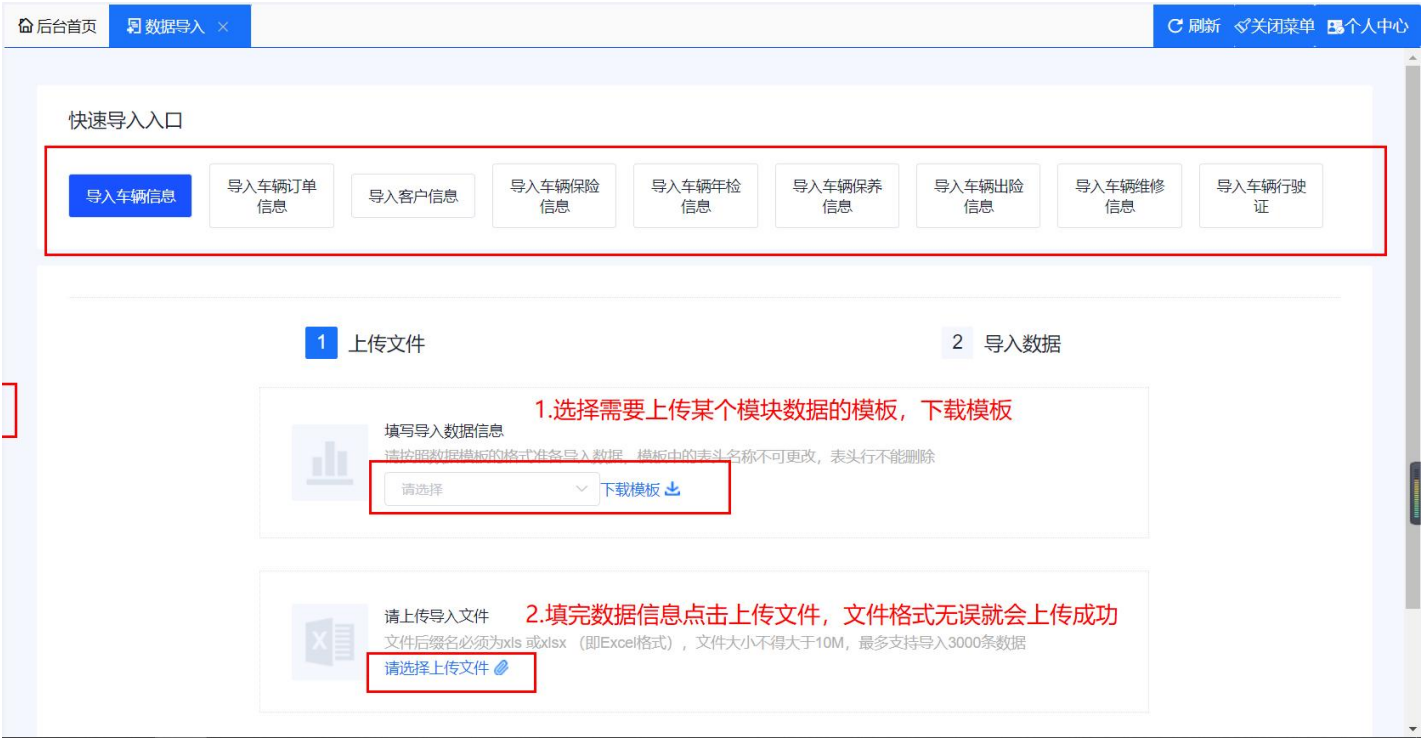 后台首页 数据导入 × 刷新 关闭菜单 个人中心
快速导入入口
导入车辆信息
导入车辆订单
信息
导入客户信息
导入车辆保险
信息
导入车辆年检
信息
导入车辆保养
信息
导入车辆出险
信息
导入车辆维修
信息
导入车辆行驶
证
1 上传文件
2 导入数据
1.选择需要上传某个模块数据的模板，下载模板
填写导入数据信息
请按照数据模板的格式准备导入数据，模板中的表头名称不可更改，表头行不能删除
请选择 下载模板
2.填完数据信息点击上传文件，文件格式无误就会上传成功
请上传导入文件
文件后缀名必须为xls 或xlsx （即Excel格式），文件大小不得大于10M，最多支持导入3000条数据
请选择上传文件